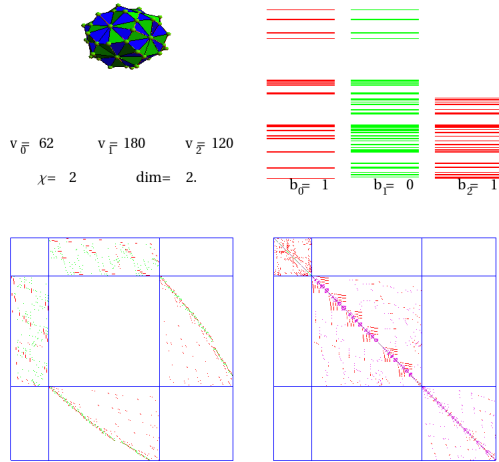 v₀= 62 v₁= 180 v₂= 120
χ= 2 dim= 2.
b₀= 1 b₁= 0 b₂= 1